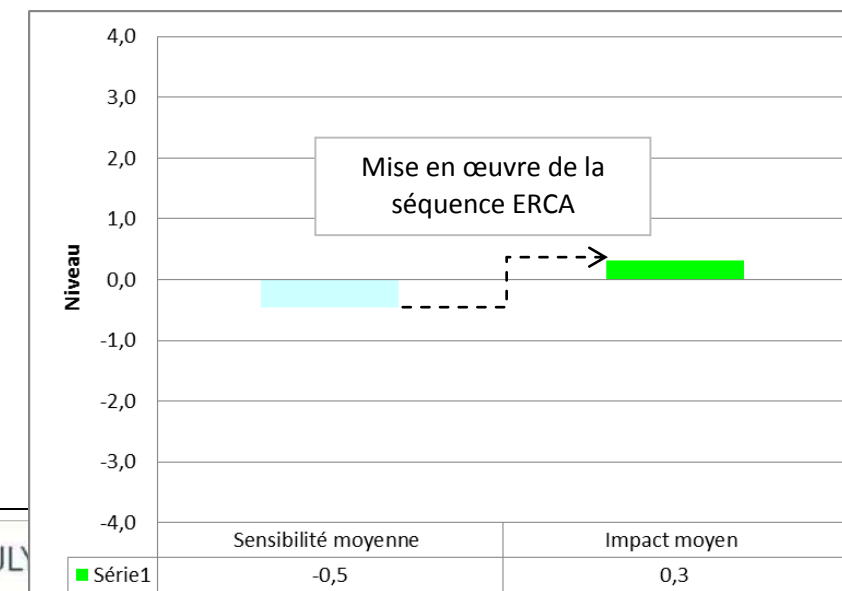 4,0
3,0
2,0
1,0
0,0
-1,0
-2,0
-3,0
-4,0
Niveau
Mise en œuvre de la
séquence ERCA
Sensibilité moyenne Impact moyen
Série1 -0,5 0,3